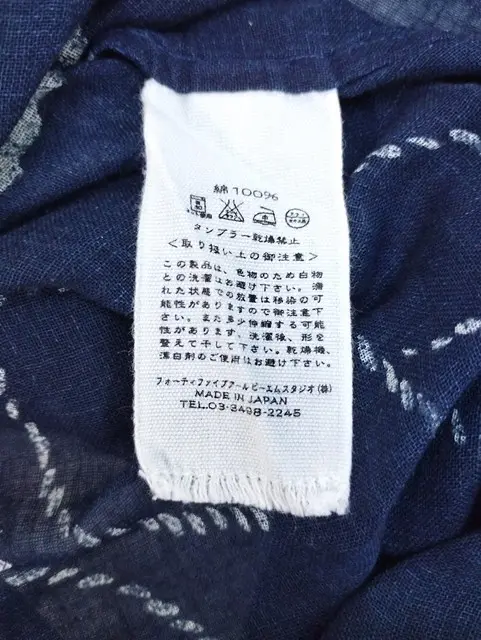 綿 100%
タンブラー乾燥禁止
<取り扱い上の御注意>
この製品は、色物のため白物
との洗濯はお避け下さい。濡
れた状態での放置は移染の可
能性がありますので御注意下
さい。また多少伸縮する可能
性があります。洗濯後、形を
整えて干して下さい。乾燥機、
漂白剤のご使用はお避け下さい。
フォーティファイブアールピーエムスタジオ(株)
MADE IN JAPAN
TEL.03-3498-2245